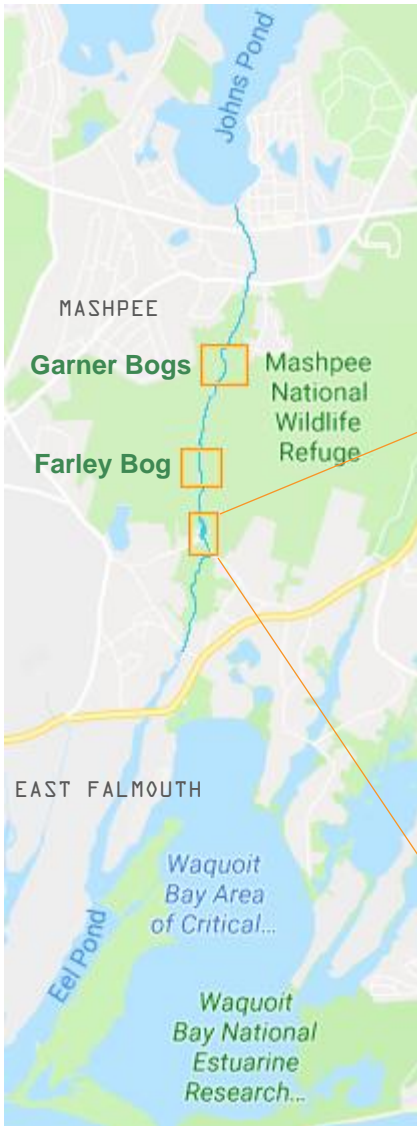 Johns Pond
MASHPEE
Garner Bogs
Mashpee
National
Wildlife
Refuge
Farley Bog
EAST FALMOUTH
Waquoit
Bay Area
of Critical...
Eel Pond
Waquoit
Bay National
Estuarine
Research...